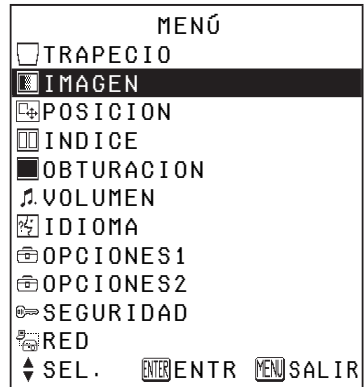 MENÚ
TRAPECIO
IMAGEN
POSICION
INDICE
OBTURACION
VOLUMEN
IDIOMA
OPCIONES1
OPCIONES2
SEGURIDAD
RED
SEL. ENTER ENTR MENU SALIR